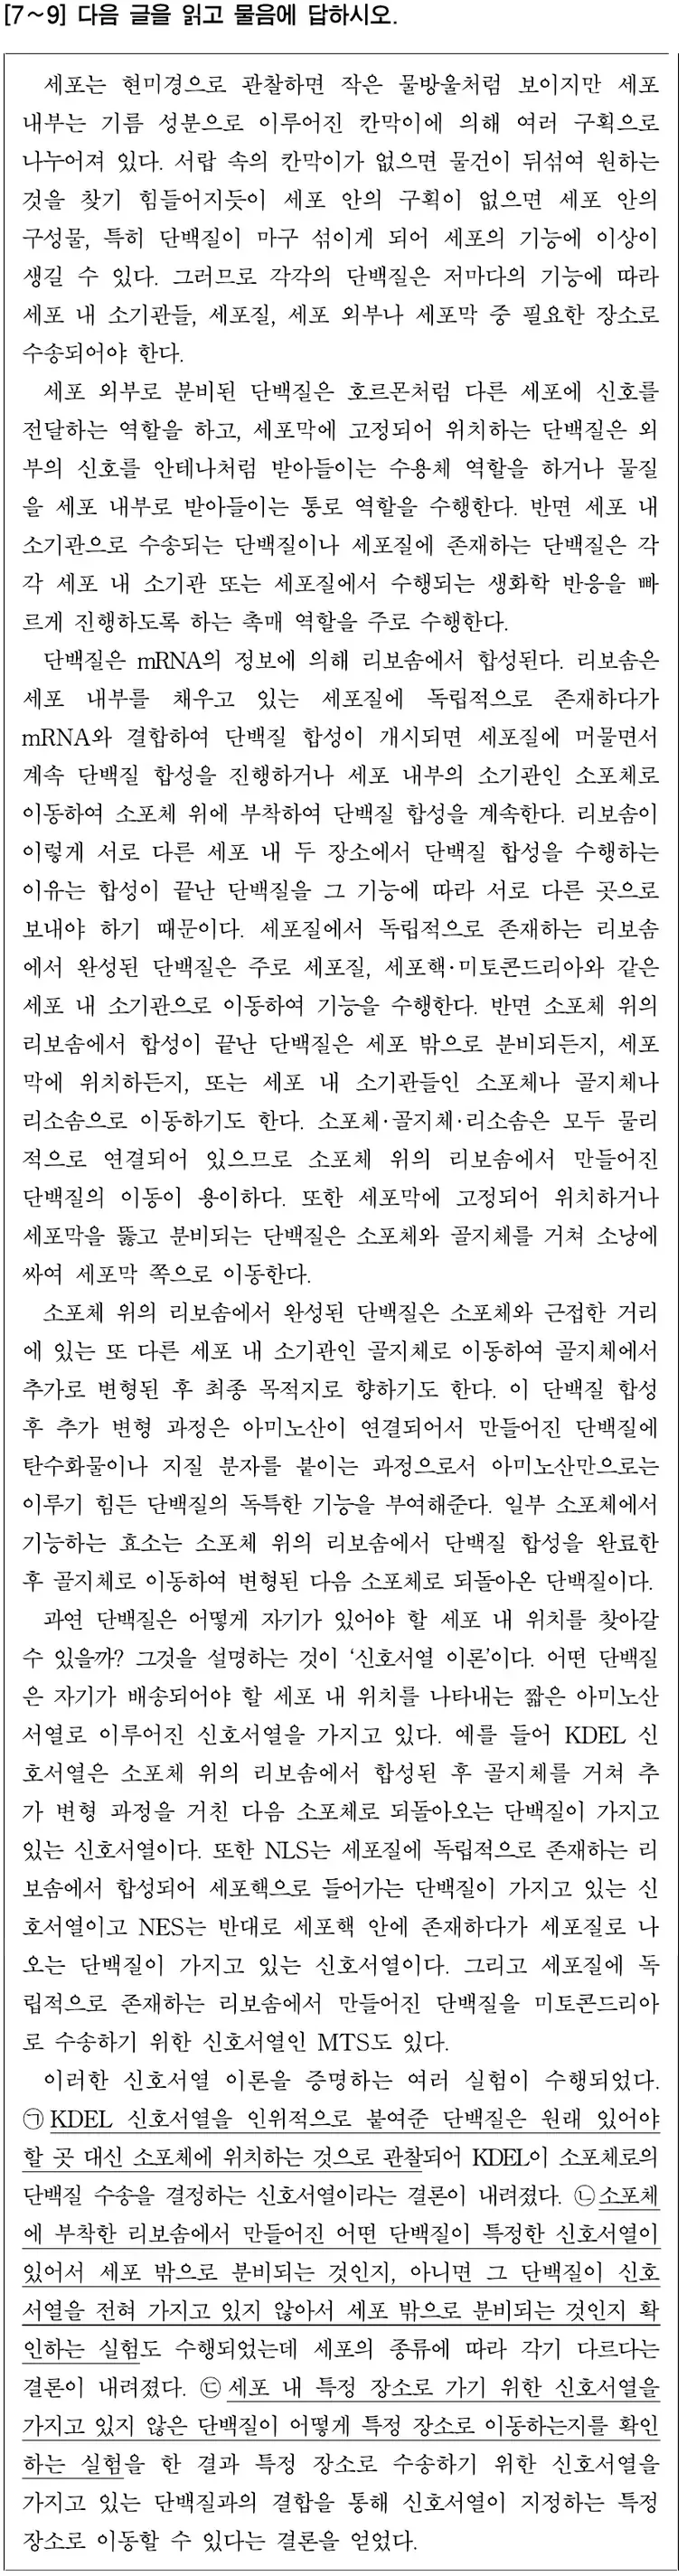 [7~9] 다음 글을 읽고 물음에 답하시오.
세포는 현미경으로 관찰하면 작은 물방울처럼 보이지만 세포
내부는 기름 성분으로 이루어진 칸막이에 의해 여러 구획으로
나누어져 있다. 서랍 속의 칸막이가 없으면 물건이 뒤섞여 원하는
것을 찾기 힘들어지듯이 세포 안의 구획이 없으면 세포 안의
구성물, 특히 단백질이 마구 섞이게 되어 세포의 기능에 이상이
생길 수 있다. 그러므로 각각의 단백질은 저마다의 기능에 따라
세포 내 소기관들, 세포질, 세포 외부나 세포막 중 필요한 장소로
수송되어야 한다.
세포 외부로 분비된 단백질은 호르몬처럼 다른 세포에 신호를
전달하는 역할을 하고, 세포막에 고정되어 위치하는 단백질은 외
부의 신호를 안테나처럼 받아들이는 수용체 역할을 하거나 물질
을 세포 내부로 받아들이는 통로 역할을 수행한다. 반면 세포 내
소기관으로 수송되는 단백질이나 세포질에 존재하는 단백질은 각
각 세포 내 소기관 또는 세포질에서 수행되는 생화학 반응을 빠
르게 진행하도록 하는 촉매 역할을 주로 수행한다.
단백질은 mRNA의 정보에 의해 리보솜에서 합성된다. 리보솜은
세포 내부를 채우고 있는 세포질에 독립적으로 존재하다가
mRNA와 결합하여 단백질 합성이 개시되면 세포질에 머물면서
계속 단백질 합성을 진행하거나 세포 내부의 소기관인 소포체로
이동하여 소포체 위에 부착하여 단백질 합성을 계속한다. 리보솜이
이렇게 서로 다른 세포 내 두 장소에서 단백질 합성을 수행하는
이유는 합성이 끝난 단백질을 그 기능에 따라 서로 다른 곳으로
보내야 하기 때문이다. 세포질에서 독립적으로 존재하는 리보솜
에서 완성된 단백질은 주로 세포질, 세포핵·미토콘드리아와 같은
세포 내 소기관으로 이동하여 기능을 수행한다. 반면 소포체 위의
리보솜에서 합성이 끝난 단백질은 세포 밖으로 분비되든지, 세포
막에 위치하든지, 또는 세포 내 소기관들인 소포체나 골지체나
리소솜으로 이동하기도 한다. 소포체·골지체·리소솜은 모두 물리
적으로 연결되어 있으므로 소포체 위의 리보솜에서 만들어진
단백질의 이동이 용이하다. 또한 세포막에 고정되어 위치하거나
세포막을 뚫고 분비되는 단백질은 소포체와 골지체를 거쳐 소낭에
싸여 세포막 쪽으로 이동한다.
소포체 위의 리보솜에서 완성된 단백질은 소포체와 근접한 거리
에 있는 또 다른 세포 내 소기관인 골지체로 이동하여 골지체에서
추가로 변형된 후 최종 목적지로 향하기도 한다. 이 단백질 합성
후 추가 변형 과정은 아미노산이 연결되어서 만들어진 단백질에
탄수화물이나 지질 분자를 붙이는 과정으로서 아미노산만으로는
이루기 힘든 단백질의 독특한 기능을 부여해준다. 일부 소포체에서
기능하는 효소는 소포체 위의 리보솜에서 단백질 합성을 완료한
후 골지체로 이동하여 변형된 다음 소포체로 되돌아온 단백질이다.
과연 단백질은 어떻게 자기가 있어야 할 세포 내 위치를 찾아갈
수 있을까? 그것을 설명하는 것이 ‘신호서열 이론’이다. 어떤 단백질
은 자기가 배송되어야 할 세포 내 위치를 나타내는 짧은 아미노산
서열로 이루어진 신호서열을 가지고 있다. 예를 들어 KDEL 신
호서열은 소포체 위의 리보솜에서 합성된 후 골지체를 거쳐 추
가 변형 과정을 거친 다음 소포체로 되돌아오는 단백질이 가지고
있는 신호서열이다. 또한 NLS는 세포질에 독립적으로 존재하는 리
보솜에서 합성되어 세포핵으로 들어가는 단백질이 가지고 있는 신
호서열이고 NES는 반대로 세포핵 안에 존재하다가 세포질로 나
오는 단백질이 가지고 있는 신호서열이다. 그리고 세포질에 독
립적으로 존재하는 리보솜에서 만들어진 단백질을 미토콘드리아
로 수송하기 위한 신호서열인 MTS도 있다.
이러한 신호서열 이론을 증명하는 여러 실험이 수행되었다.
㉠ KDEL 신호서열을 인위적으로 붙여준 단백질은 원래 있어야
할 곳 대신 소포체에 위치하는 것으로 관찰되어 KDEL이 소포체로의
단백질 수송을 결정하는 신호서열이라는 결론이 내려졌다. ㉡ 소포체
에 부착한 리보솜에서 만들어진 어떤 단백질이 특정한 신호서열이
있어서 세포 밖으로 분비되는 것인지, 아니면 그 단백질이 신호
서열을 전혀 가지고 있지 않아서 세포 밖으로 분비되는 것인지 확
인하는 실험도 수행되었는데 세포의 종류에 따라 각기 다르다는
결론이 내려졌다. ㉢ 세포 내 특정 장소로 가기 위한 신호서열을
가지고 있지 않은 단백질이 어떻게 특정 장소로 이동하는지를 확인
하는 실험을 한 결과 특정 장소로 수송하기 위한 신호서열을
가지고 있는 단백질과의 결합을 통해 신호서열이 지정하는 특정
장소로 이동할 수 있다는 결론을 얻었다.